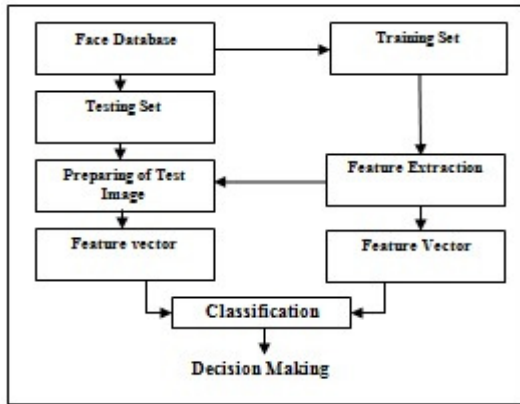 Face Database
Training Set
Testing Set
Preparing of Test
Image
Feature Extraction
Feature vector
Feature Vector
Classification
Decision Making